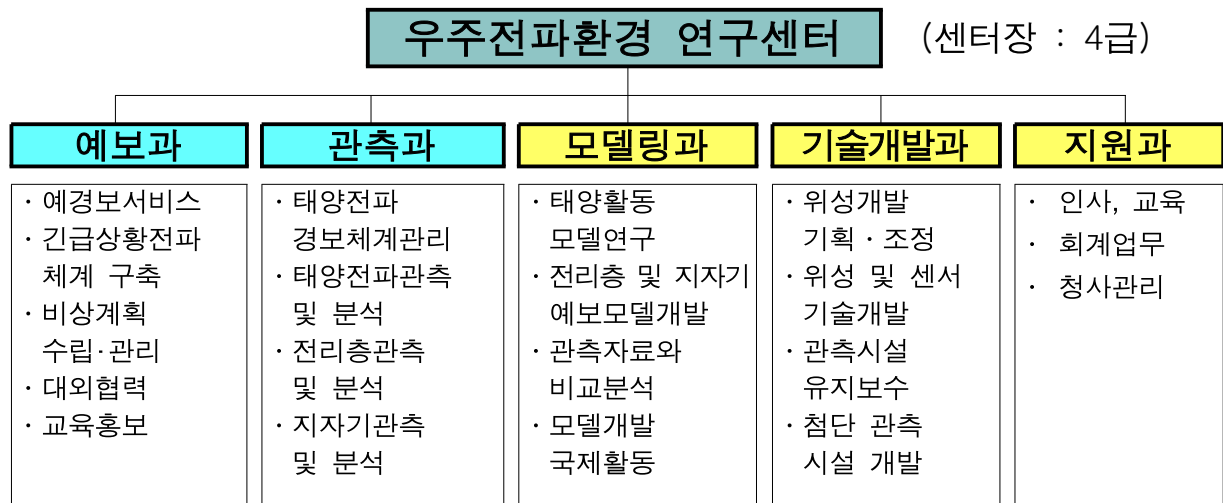 우주전파환경 연구센터
(센터장 : 4급)
예보과
· 예경보서비스
· 긴급상황전파
체계 구축
· 비상계획
수립·관리
· 대외협력
· 교육홍보
관측과
· 태양전파
경보체계관리
· 태양전파관측
및 분석
· 전리층관측
및 분석
· 지자기관측
및 분석
모델링과
· 태양활동
모델연구
· 전리층 및 지자기
예보모델개발
· 관측자료와
비교분석
· 모델개발
국제활동
기술개발과
· 위성개발
기획 · 조정
· 위성 및 센서
기술개발
· 관측시설
유지보수
· 첨단 관측
시설 개발
지원과
· 인사, 교육
· 회계업무
· 청사관리